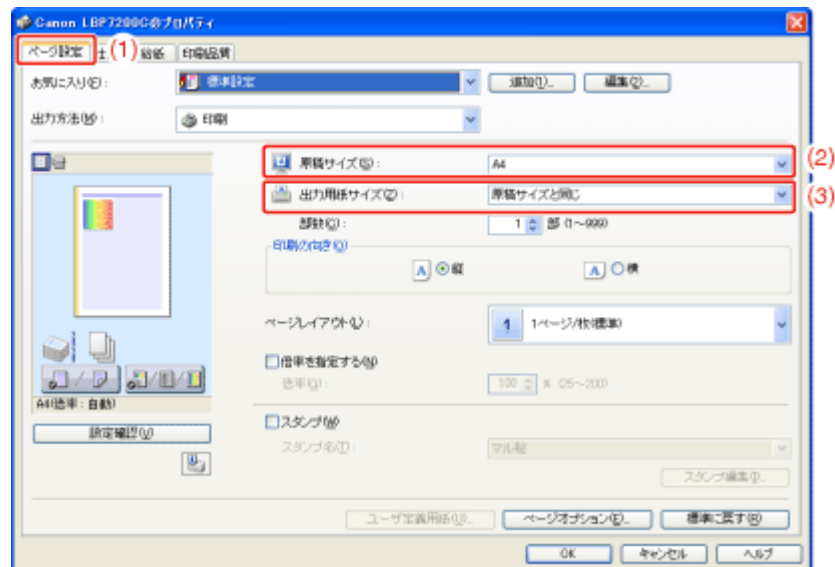 Canon LBP7200Cのプロパティ
ページ設定 (1) 給紙 印刷品質
お気に入り(F): 標準設定 追加(1)... 編集(2)...
出力方法(M): 印刷
原稿サイズ(S): A4 (2)
出力用紙サイズ(Z): 原稿サイズと同じ (3)
部数(C): 1 部 (1~999)
印刷の向き(O)
A 縦 A 横
ページレイアウト(L): 1 1ページ/枚(標準)
倍率を指定する(N)
倍率(G): 100 % (25~200)
A4(倍率: 自動)
設定確認(V)
スタンプ(W)
スタンプ名(T): マル秘
スタンプ編集(I)...
ユーザ定義用紙(U)... ページオプション(E)... 標準に戻す(R)
OK キャンセル ヘルプ